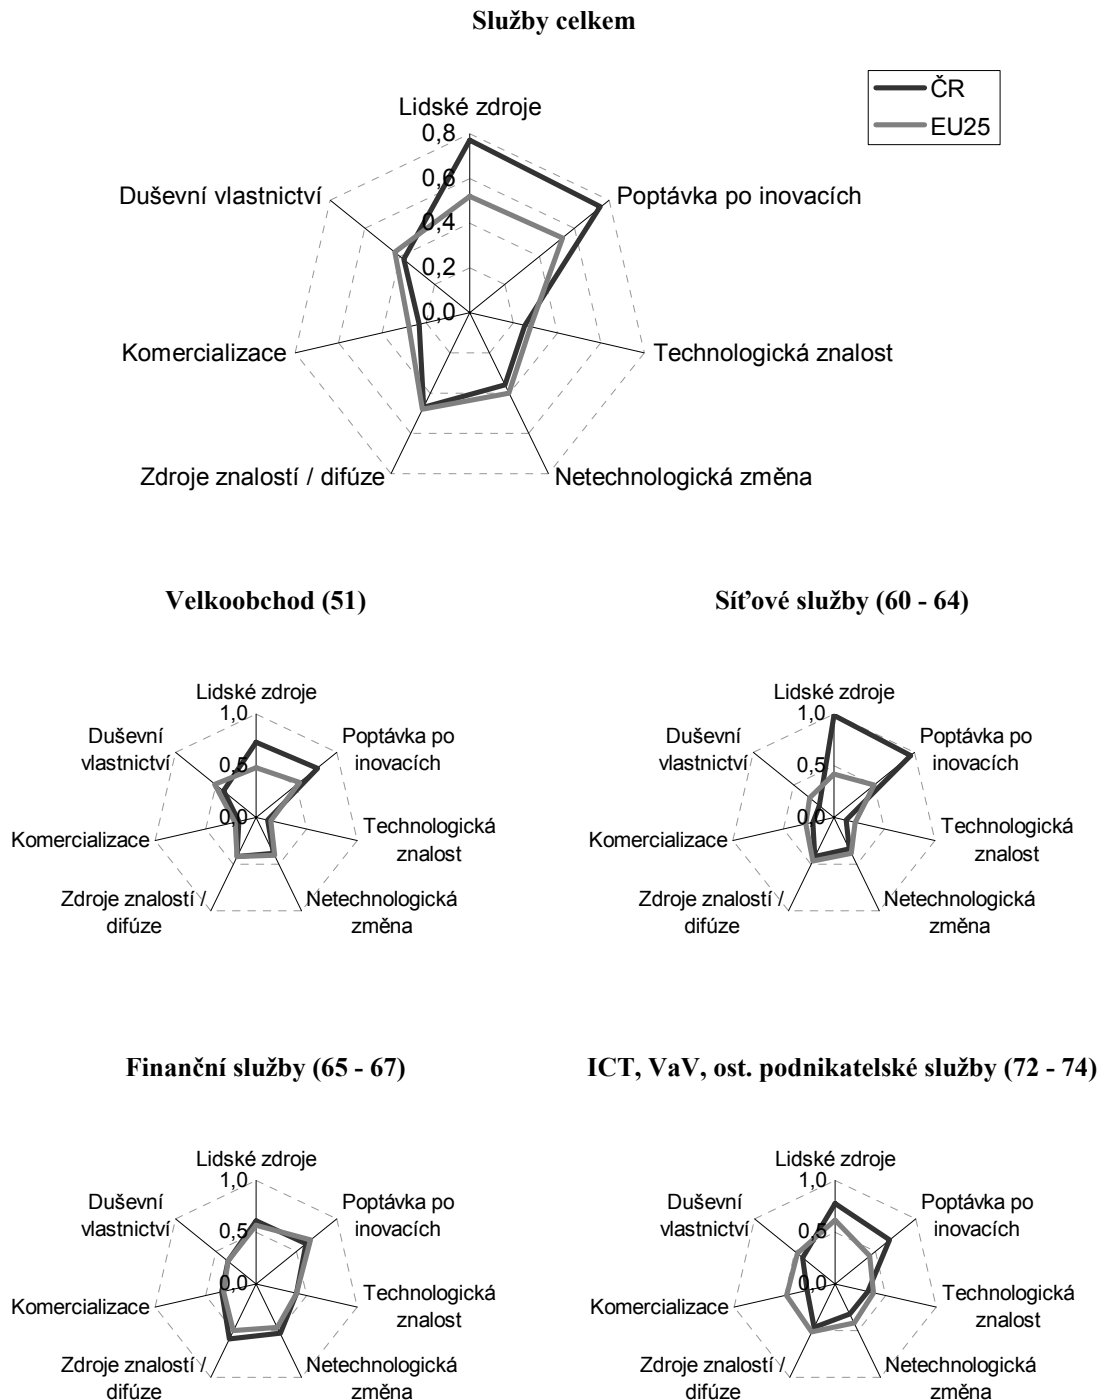 Služby celkem
ČR
EU25
Lidské zdroje
0,8
0,6
0,4
0,2
0,0
Duševní vlastnictví
Poptávka po inovacích
Komercializace
Technologická znalost
Zdroje znalostí / difúze
Netechnologická změna
Velkoobchod (51)
Lidské zdroje
1,0
0,5
0,0
Duševní
vlastnictví
Poptávka po
inovacích
Komercializace
Technologická
znalost
Zdroje znalostí /
difúze
Netechnologická
změna
Síťové služby (60 - 64)
Lidské zdroje
1,0
0,5
0,0
Duševní
vlastnictví
Poptávka po
inovacích
Komercializace
Technologická
znalost
Zdroje znalostí /
difúze
Netechnologická
změna
Finanční služby (65 - 67)
Lidské zdroje
1,0
0,5
0,0
Duševní
vlastnictví
Poptávka po
inovacích
Komercializace
Technologická
znalost
Zdroje znalostí /
difúze
Netechnologická
změna
ICT, VaV, ost. podnikatelské služby (72 - 74)
Lidské zdroje
1,0
0,5
0,0
Duševní
vlastnictví
Poptávka po
inovacích
Komercializace
Technologická
znalost
Zdroje znalostí /
difúze
Netechnologická
změna